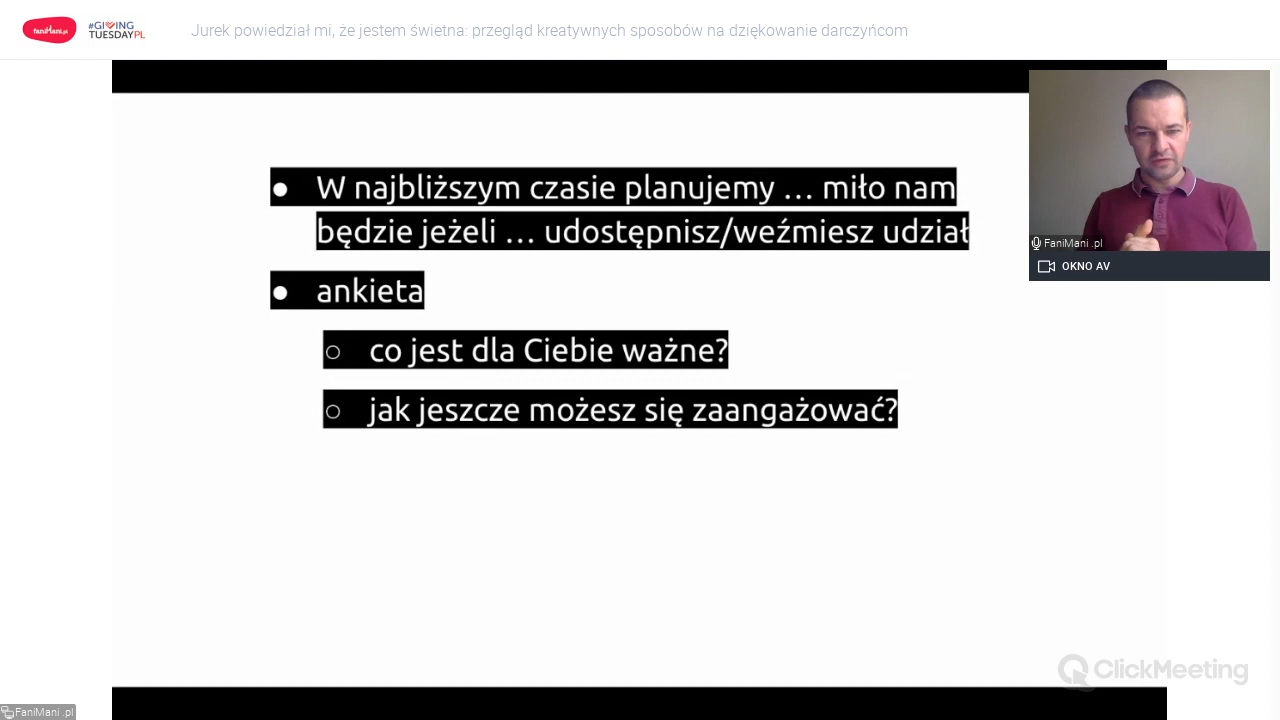 faniMani.pl
#GIVING
TUESDAYPL
Jurek powiedział mi, że jestem świetna: przegląd kreatywnych sposobów na dziękowanie darczyńcom
● W najbliższym czasie planujemy … miło nam
będzie jeżeli … udostępnisz/weźmiesz udział
● ankieta
○ co jest dla Ciebie ważne?
○ jak jeszcze możesz się zaangażować?
FaniMani .pl
OKNO AV
ClickMeeting
FaniMani .pl